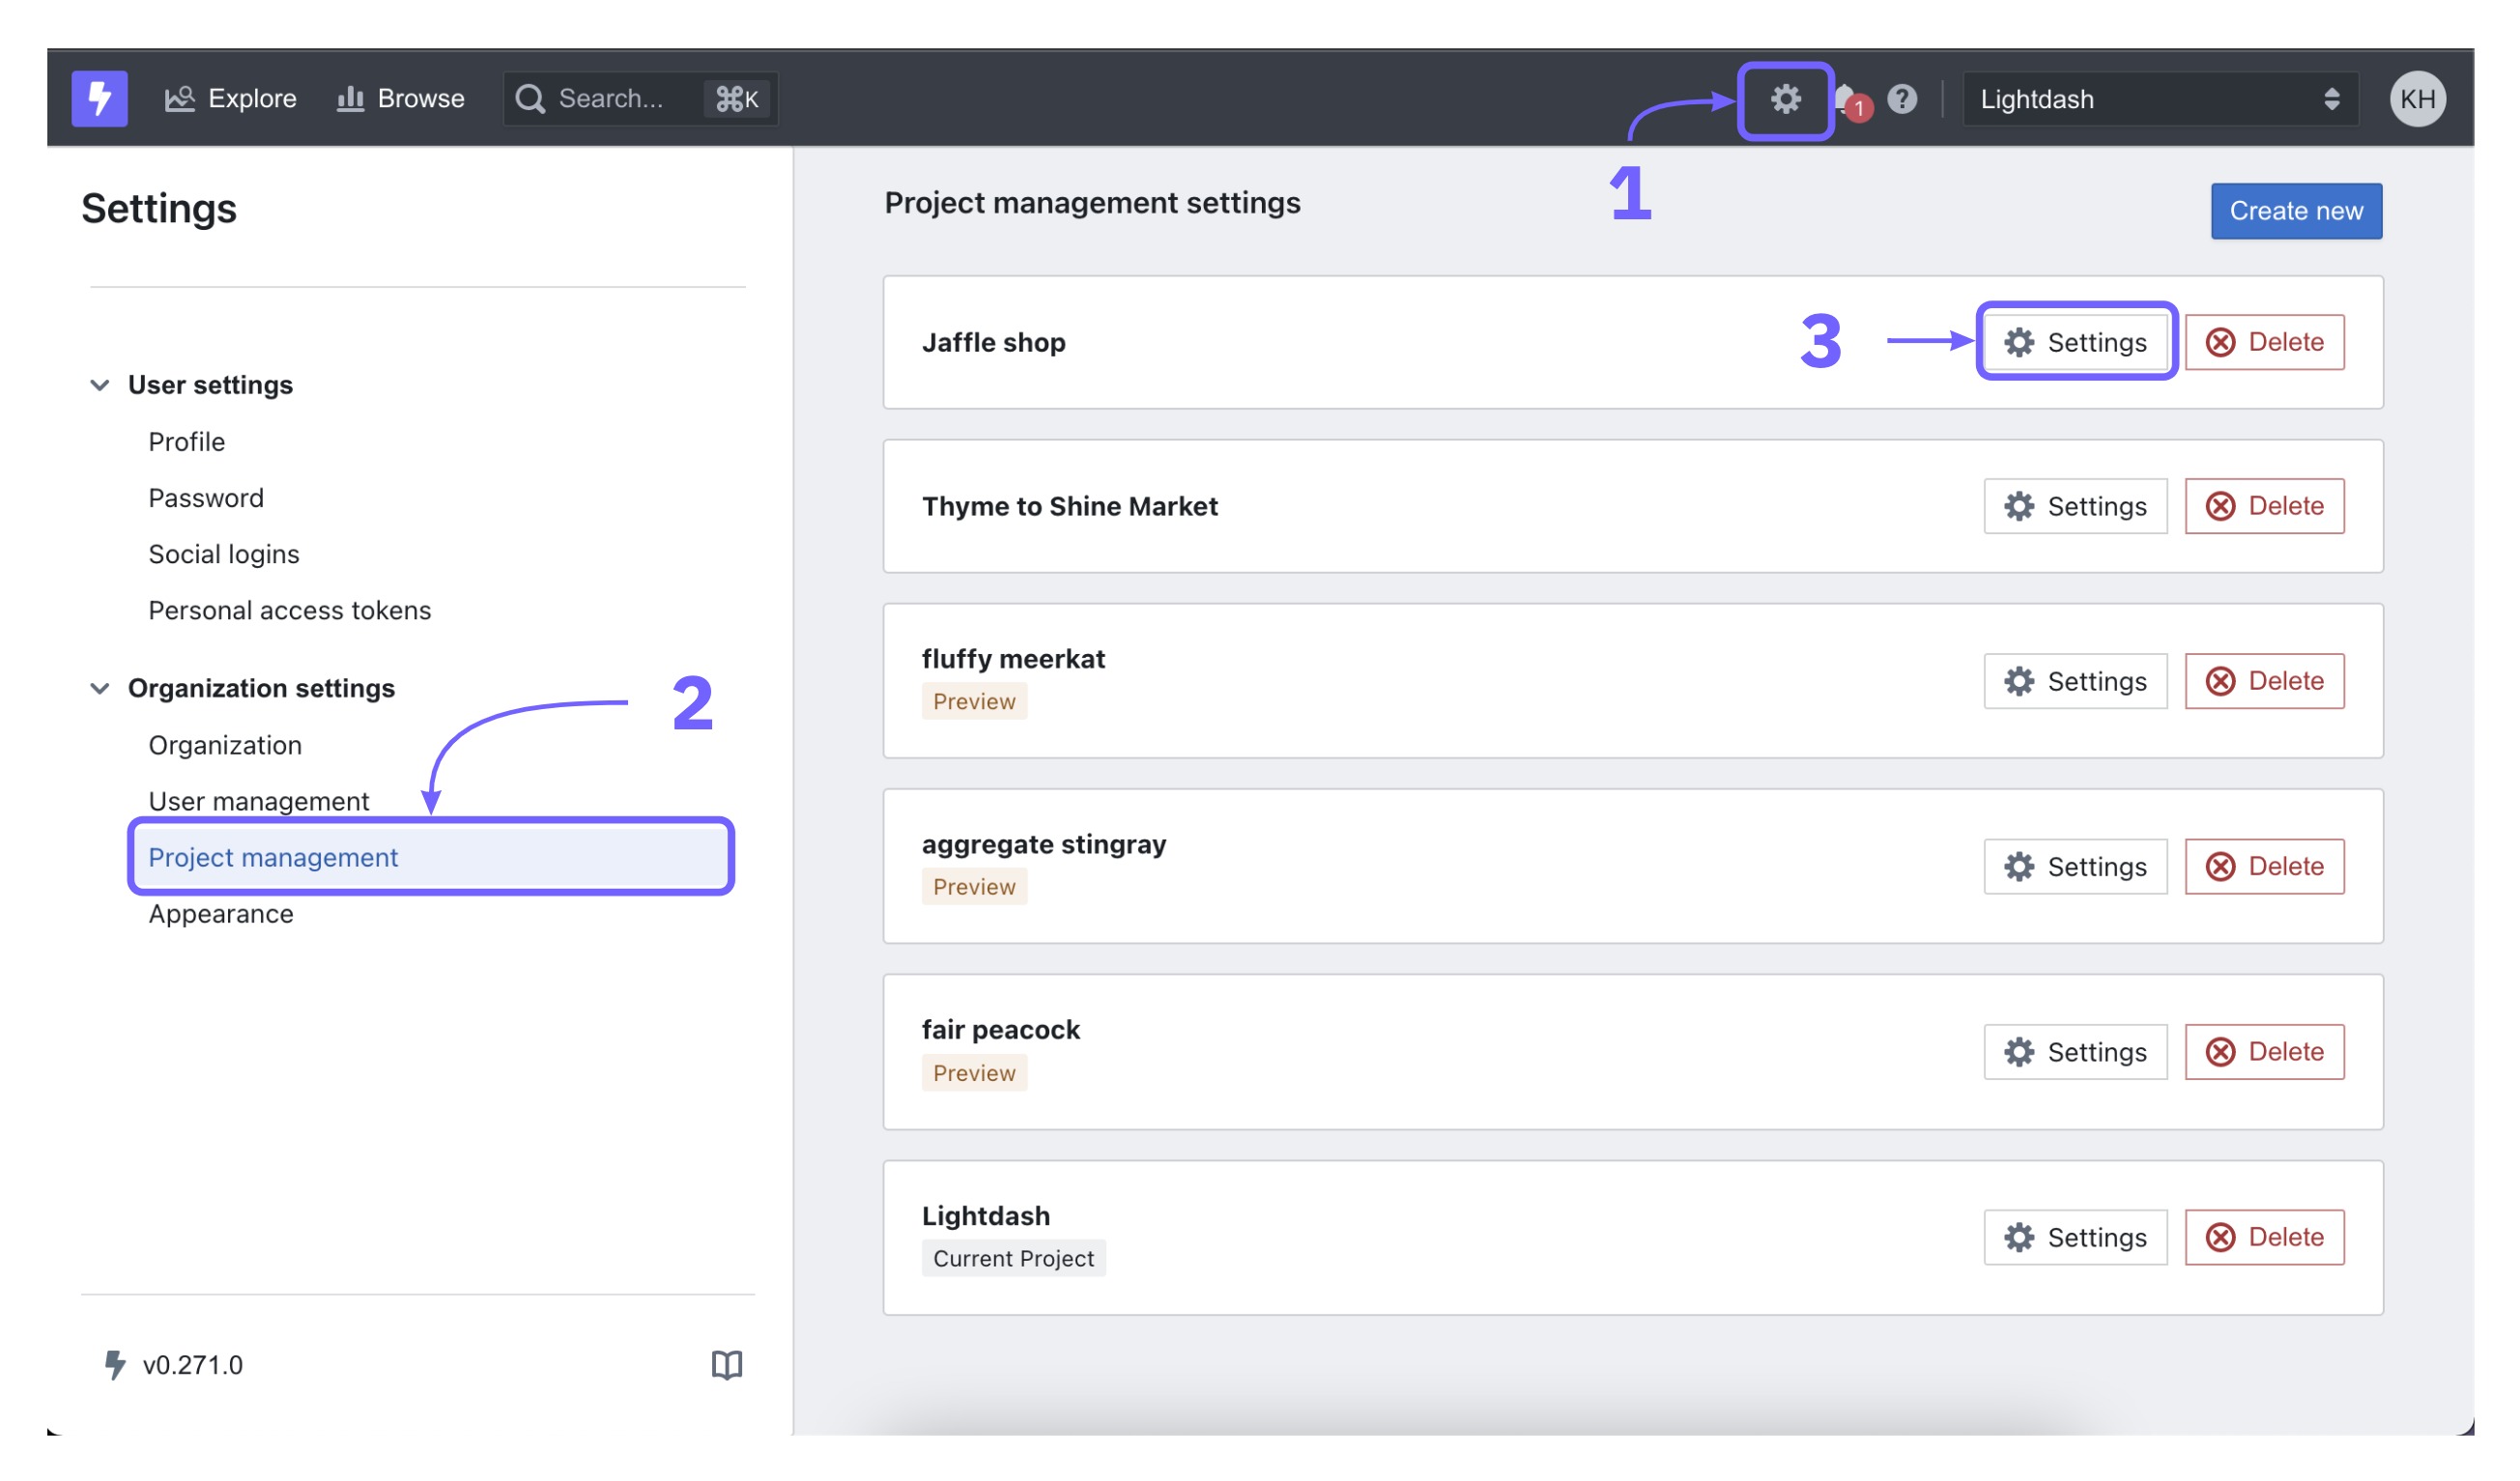 Explore Browse Search... ⌘K 1 Lightdash KH
1
Settings
User settings
Profile
Password
Social logins
Personal access tokens
Organization settings
2
Organization
User management
Project management
Appearance
v0.271.0
Project management settings
Create new
Jaffle shop
3
Settings Delete
Thyme to Shine Market
Settings Delete
fluffy meerkat
Preview
Settings Delete
aggregate stingray
Preview
Settings Delete
fair peacock
Preview
Settings Delete
Lightdash
Current Project
Settings Delete